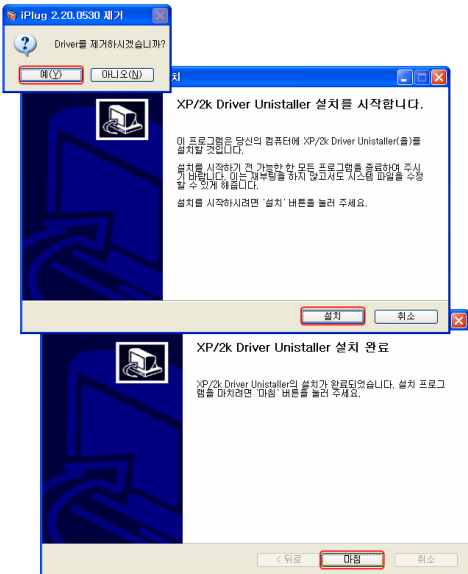 iPlug 2.20.0530 제거
Driver를 제거하시겠습니까?
예(Y)
아니오(N)
치
XP/2k Driver Unistaller 설치를 시작합니다.
이 프로그램은 당신의 컴퓨터에 XP/2k Driver Unistaller(을)를
설치할 것입니다.
설치를 시작하기 전 가능한 한 모든 프로그램을 종료하여 주시
기 바랍니다. 이는 재부팅을 하지 않고서도 시스템 파일을 수정
할 수 있게 해줍니다.
설치를 시작하시려면 '설치' 버튼을 눌러 주세요.
설치
취소
XP/2k Driver Unistaller 설치 완료
XP/2k Driver Unistaller의 설치가 완료되었습니다. 설치 프로그
램을 마치려면 '마침' 버튼을 눌러 주세요.
< 뒤로
마침
취소